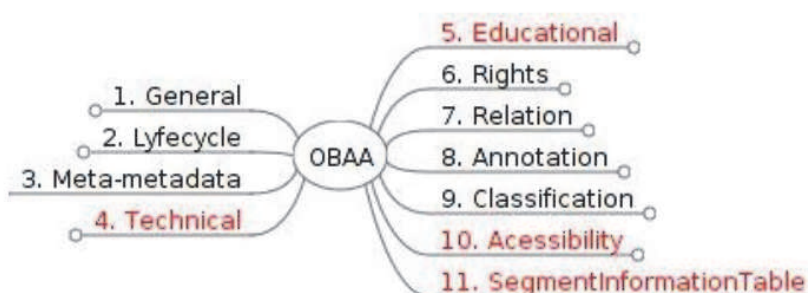 1. General
2. Lyfecycle
3. Meta-metadata
4. Technical
OBAA
5. Educational
6. Rights
7. Relation
8. Annotation
9. Classification
10. Acessibility
11. SegmentInformationTable